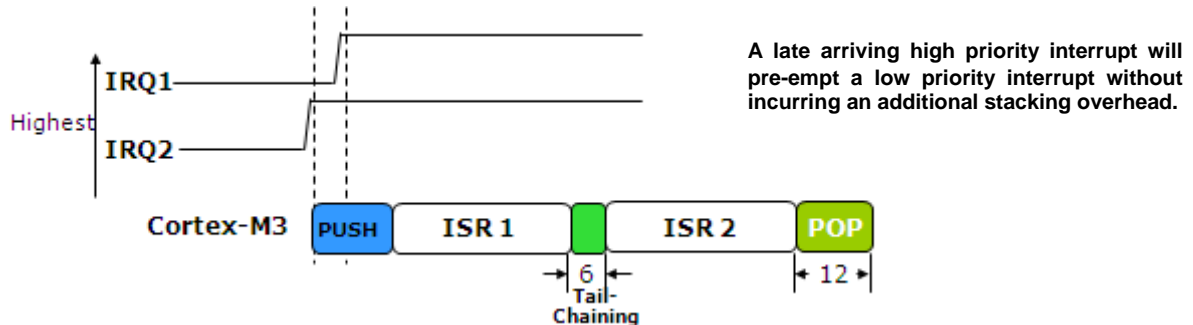 A late arriving high priority interrupt will
pre-empt a low priority interrupt without
incurring an additional stacking overhead.
IRQ1
Highest
IRQ2
Cortex-M3
PUSH
ISR 1
ISR 2
POP
6
12
Tail-
Chaining